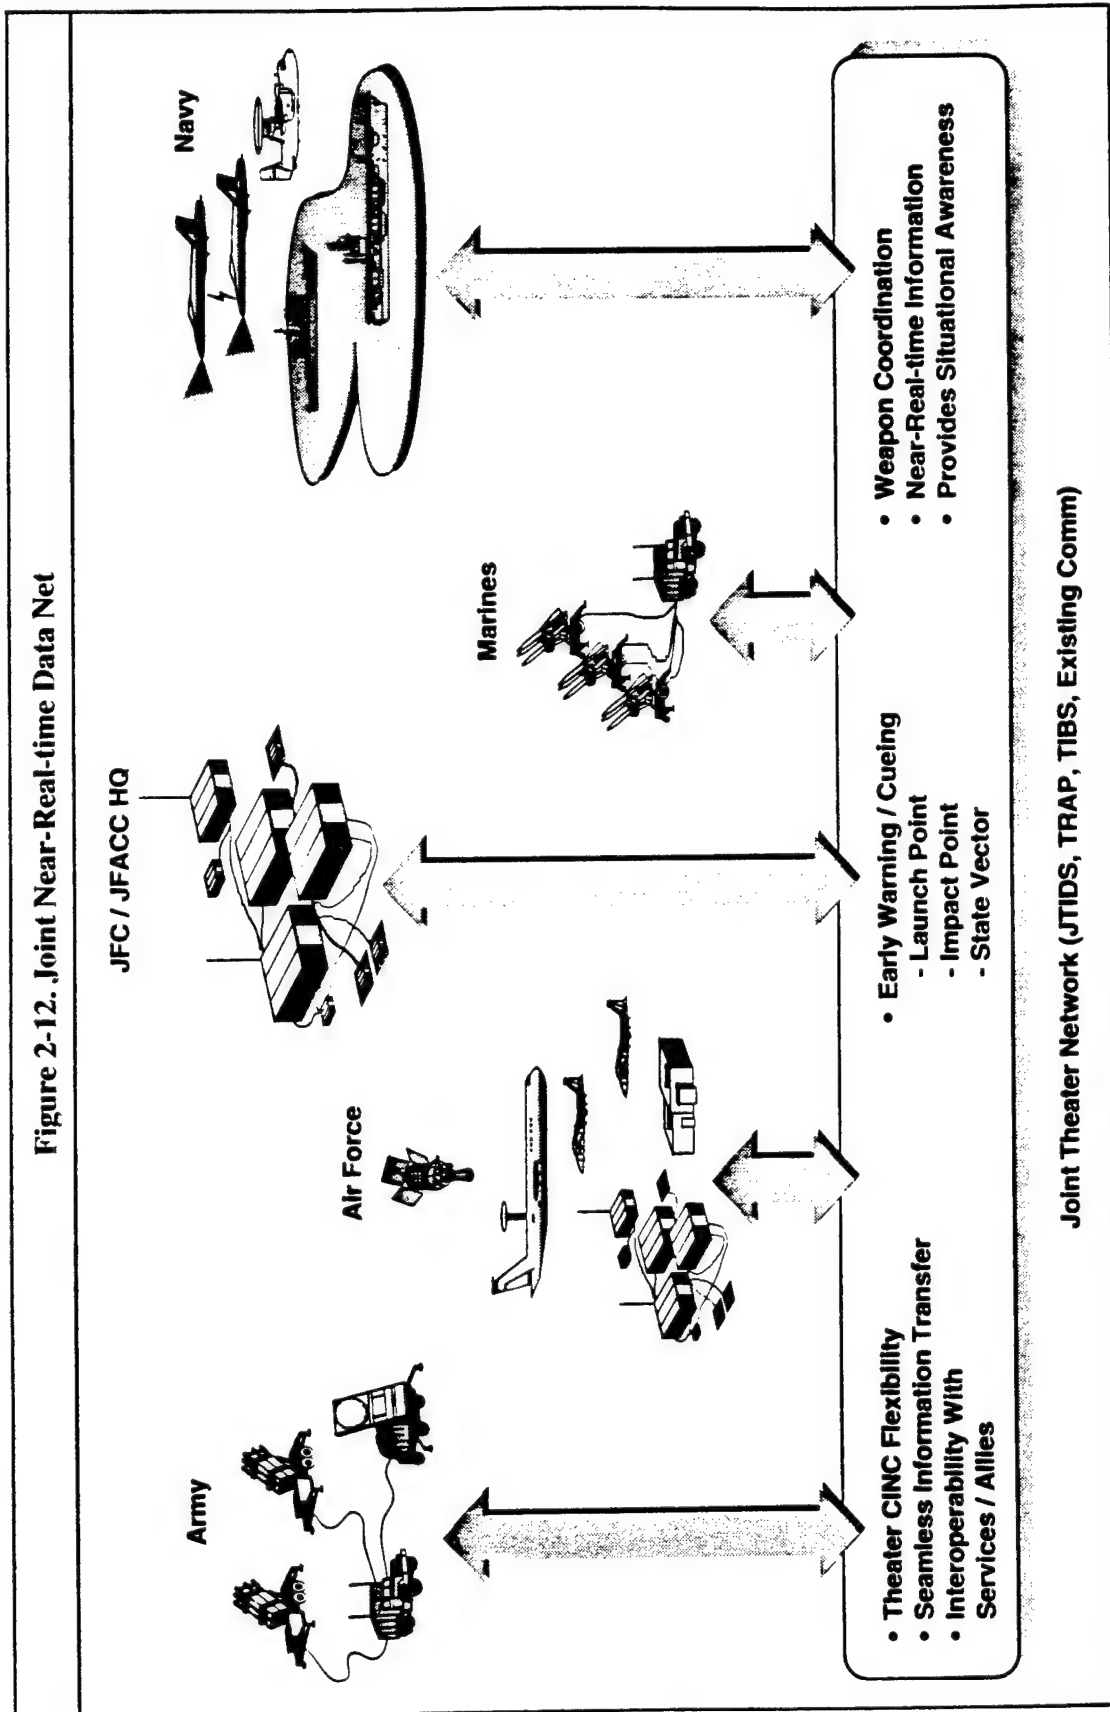 Figure 2-12. Joint Near-Real-time Data Net
Army
Air Force
JFC / JFACC HQ
Marines
Navy
• Theater CINC Flexibility
• Seamless Information Transfer
• Interoperability With
Services / Allies
• Early Warning / Cueing
- Launch Point
- Impact Point
- State Vector
• Weapon Coordination
• Near-Real-time Information
• Provides Situational Awareness
Joint Theater Network (JTIDS, TRAP, TIBS, Existing Comm)